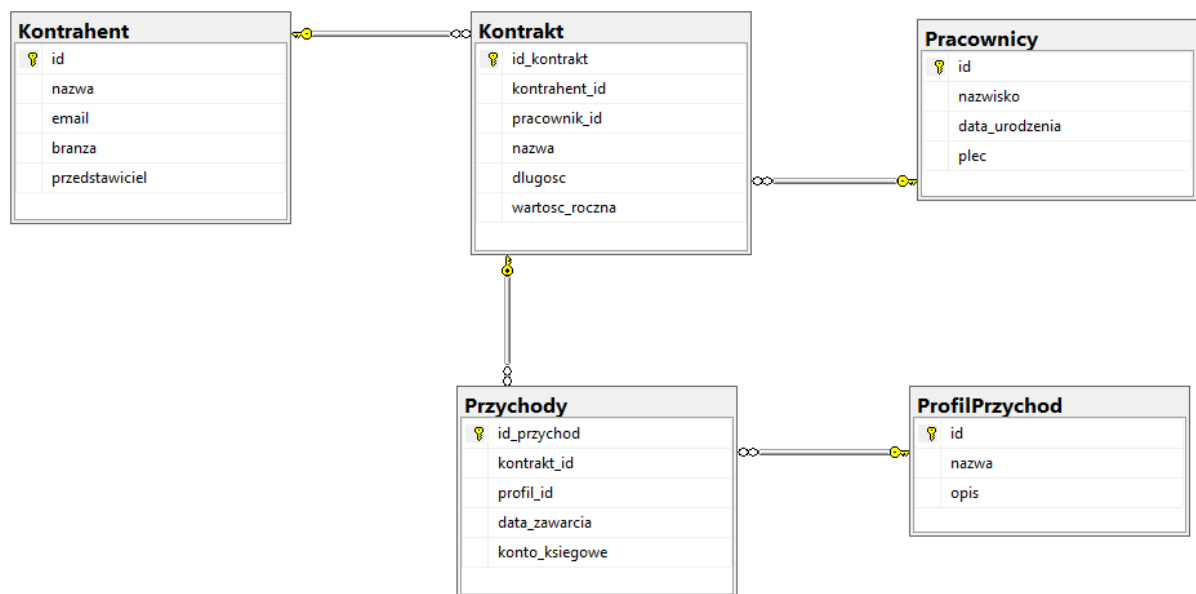 Kontrahent
id
nazwa
email
branza
przedstawiciel
Kontrakt
id_kontrakt
kontrahent_id
pracownik_id
nazwa
dlugosc
wartosc_roczna
Pracownicy
id
nazwisko
data_urodzenia
plec
Przychody
id_przychod
kontrakt_id
profil_id
data_zawarcia
konto_ksiegowe
ProfilPrzychod
id
nazwa
opis